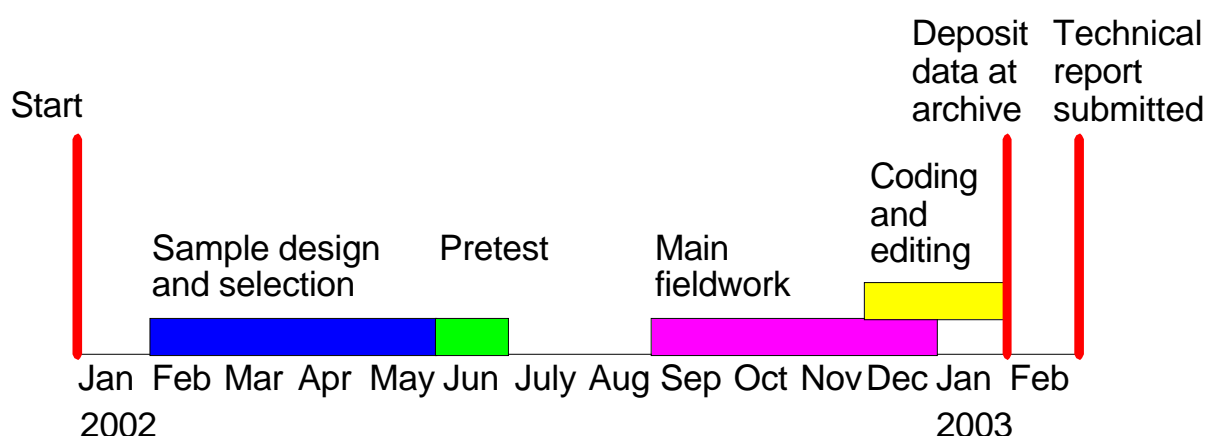 Start
Deposit
data at
archive
Technical
report
submitted
Sample design
and selection
Pretest
Main
fieldwork
Coding
and
editing
Jan Feb Mar Apr May Jun July Aug Sep Oct Nov Dec Jan Feb
2002 2003